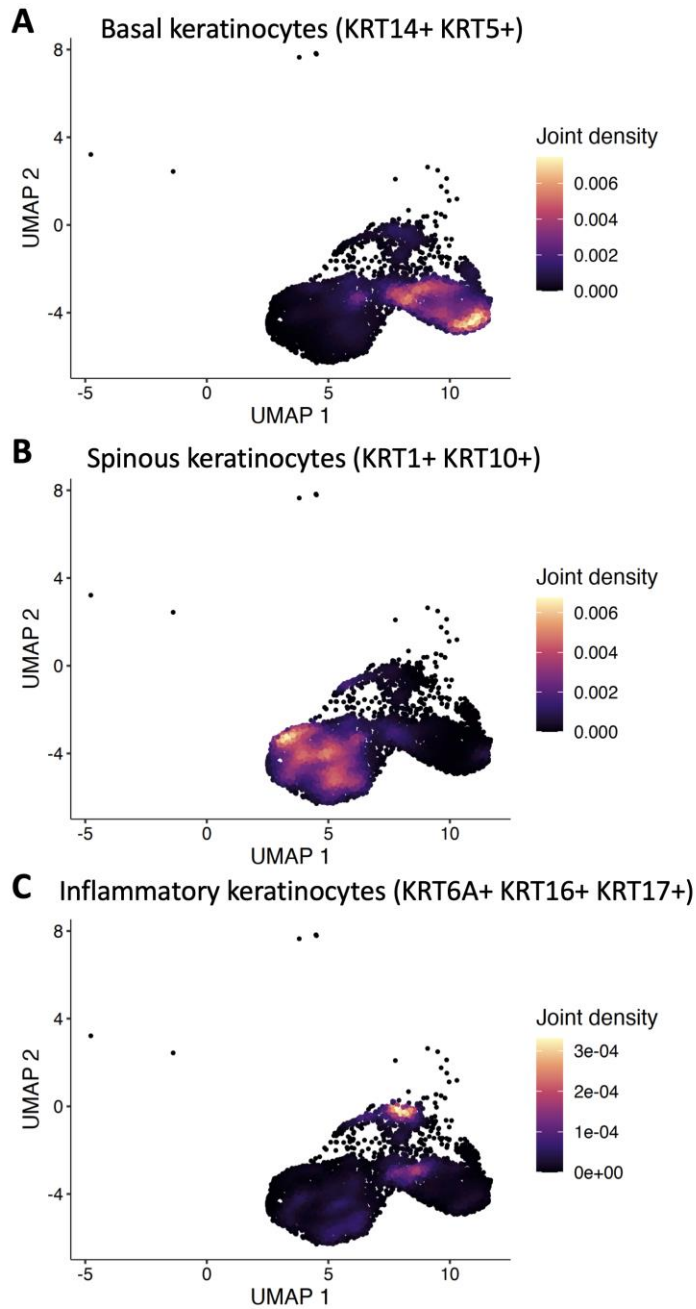 A
Basal keratinocytes (KRT14+ KRT5+)
8
4
0
-4
UMAP 2
-5
0
5
10
UMAP 1
Joint density
0.006
0.004
0.002
0.000
B
Spinous keratinocytes (KRT1+ KRT10+)
8
4
0
-4
UMAP 2
-5
0
5
10
UMAP 1
Joint density
0.006
0.004
0.002
0.000
C
Inflammatory keratinocytes (KRT6A+ KRT16+ KRT17+)
8
4
0
-4
UMAP 2
-5
0
5
10
UMAP 1
Joint density
3e-04
2e-04
1e-04
0e+00